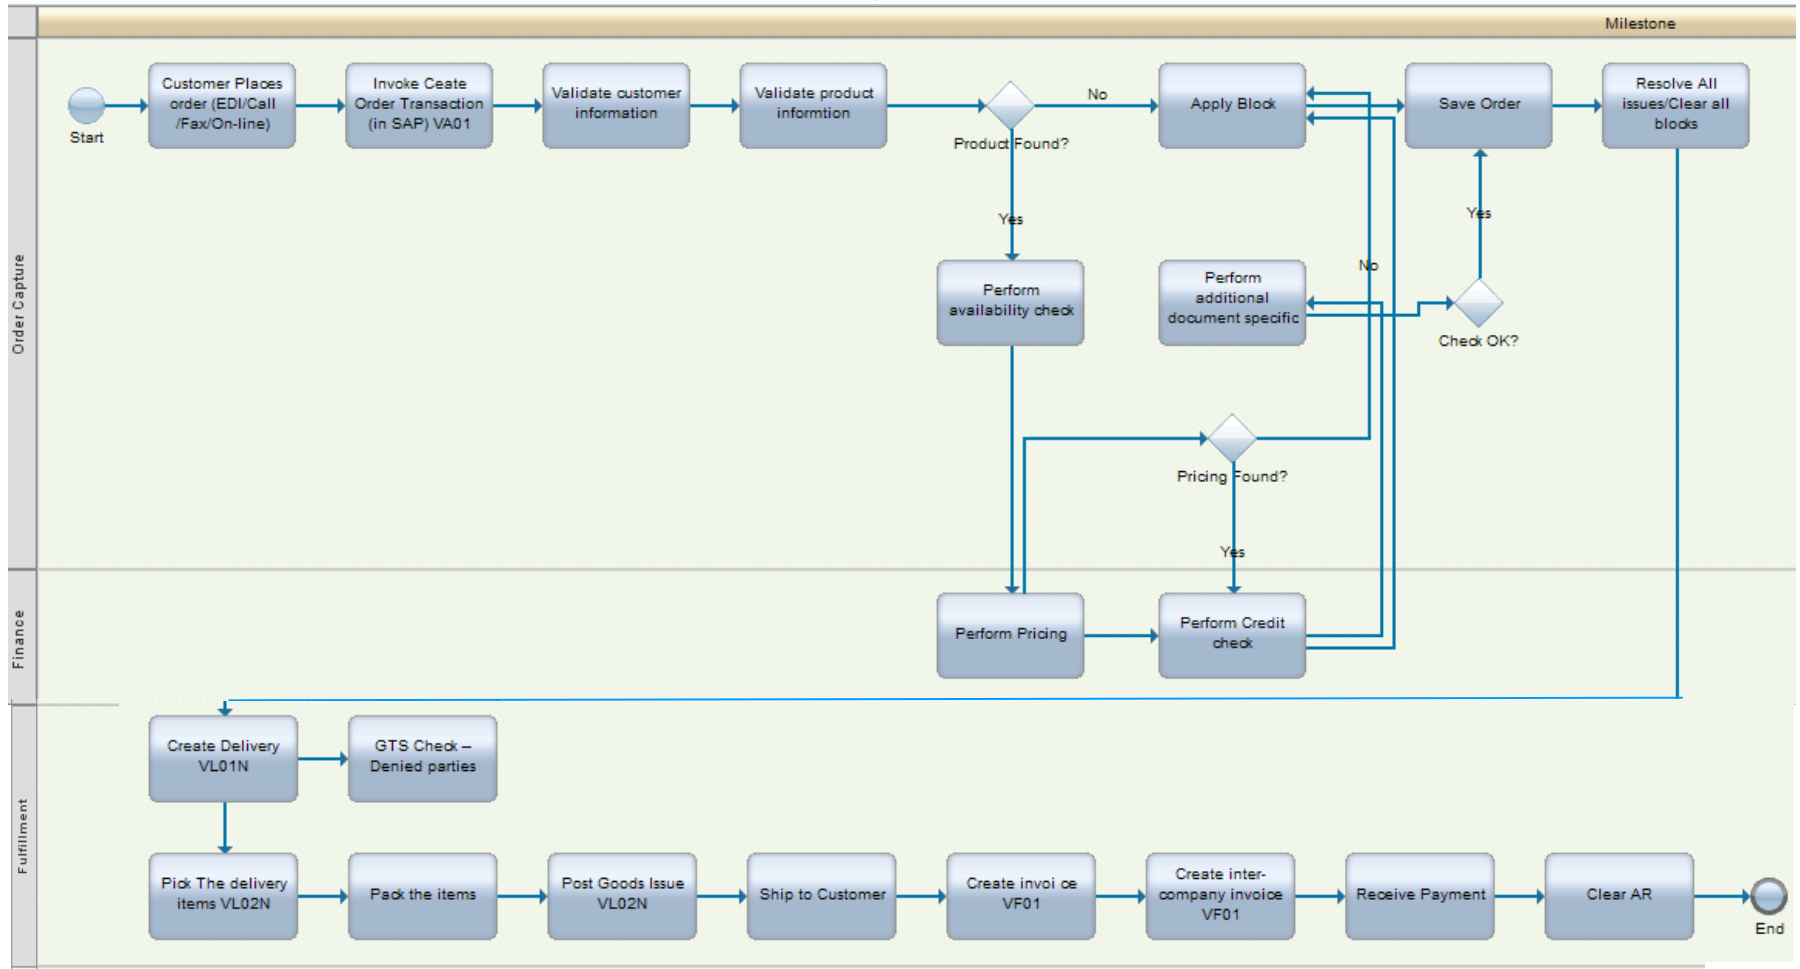 Milestone
Order Capture
Start
Customer Places
order (EDI/Call
/Fax/On-line)
Invoke Ceate
Order Transaction
(in SAP) VA01
Validate customer
information
Validate product
informtion
Product Found?
No
Apply Block
Save Order
Resolve All
issues/Clear all
blocks
Yes
Yes
Perform
availability check
Perform
additional
document specific
No
Check OK?
Pricing Found?
Yes
Finance
Perform Pricing
Perform Credit
check
Fulfillment
Create Delivery
VL01N
GTS Check –
Denied parties
Pick The delivery
items VL02N
Pack the items
Post Goods Issue
VL02N
Ship to Customer
Create invoi ce
VF01
Create inter-
company invoice
VF01
Receive Payment
Clear AR
End